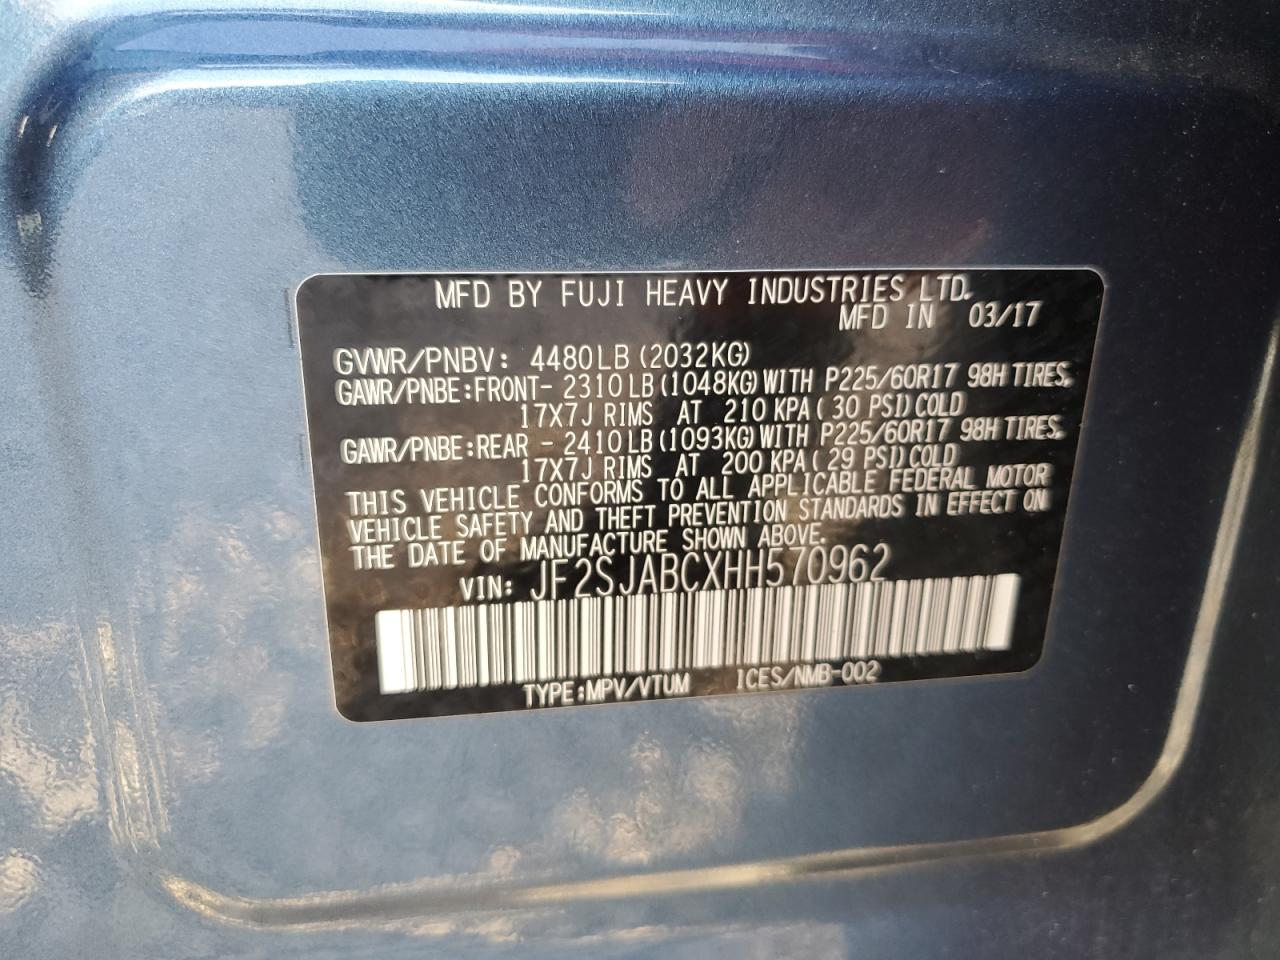 MFD BY FUJI HEAVY INDUSTRIES LTD.
MFD IN 03/17
GVWR/PNBV: 4480LB (2032KG)
GAWR/PNBE:FRONT- 2310LB (1048KG) WITH P225/60R17 98H TIRES,
17X7J RIMS AT 210 KPA ( 30 PSI) COLD
GAWR/PNBE:REAR - 2410LB (1093KG) WITH P225/60R17 98H TIRES,
17X7J RIMS AT 200 KPA ( 29 PSI) COLD
THIS VEHICLE CONFORMS TO ALL APPLICABLE FEDERAL MOTOR
VEHICLE SAFETY AND THEFT PREVENTION STANDARDS IN EFFECT ON
THE DATE OF MANUFACTURE SHOWN ABOVE.
VIN: JF2SJABCXHH570962
TYPE:MPV/VTUM ICES/NMB-002